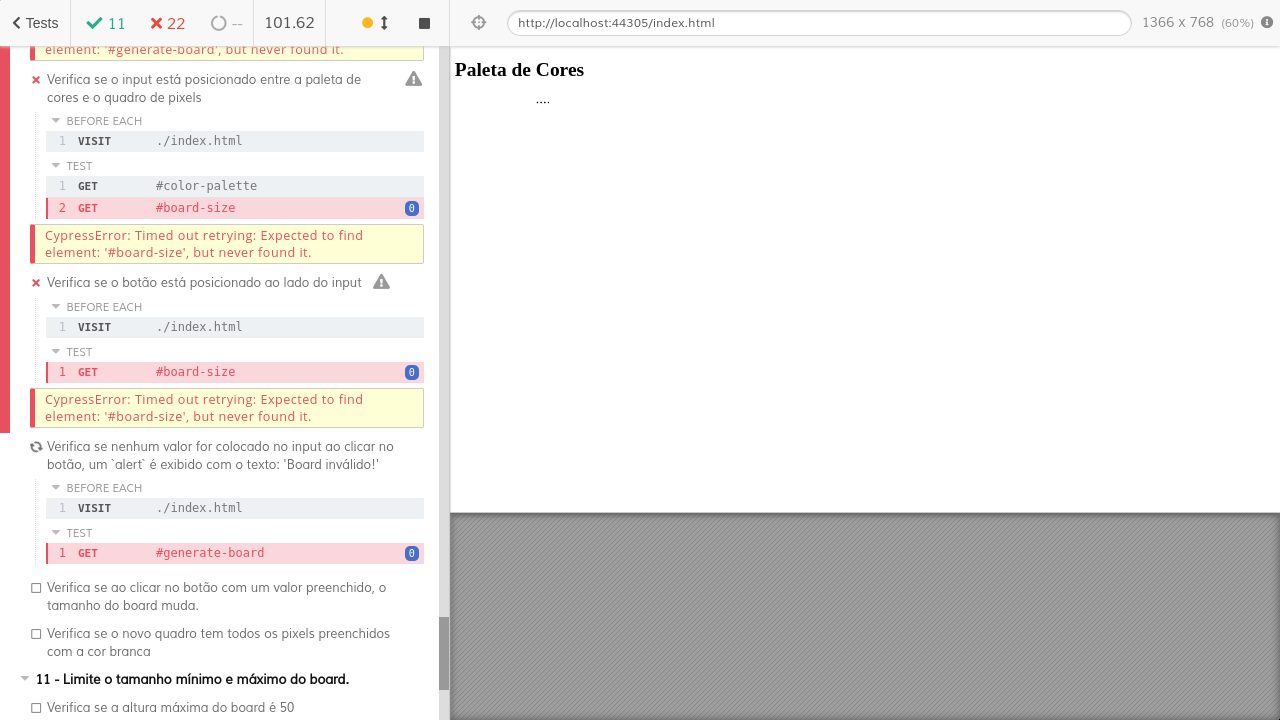 Tests
11
22
--
101.62
http://localhost:44305/index.html
1366 x 768 (60%)
element: '#generate-board', but never found it.
Verifica se o input está posicionado entre a paleta de
cores e o quadro de pixels
BEFORE EACH
1 VISIT ./index.html
TEST
1 GET #color-palette
2 GET #board-size 0
CypressError: Timed out retrying: Expected to find
element: '#board-size', but never found it.
Verifica se o botão está posicionado ao lado do input
BEFORE EACH
1 VISIT ./index.html
TEST
1 GET #board-size 0
CypressError: Timed out retrying: Expected to find
element: '#board-size', but never found it.
Verifica se nenhum valor for colocado no input ao clicar no
botão, um `alert` é exibido com o texto: 'Board inválido!'
BEFORE EACH
1 VISIT ./index.html
TEST
1 GET #generate-board 0
Verifica se ao clicar no botão com um valor preenchido, o
tamanho do board muda.
Verifica se o novo quadro tem todos os pixels preenchidos
com a cor branca
11 - Limite o tamanho mínimo e máximo do board.
Verifica se a altura máxima do board é 50
Paleta de Cores
....